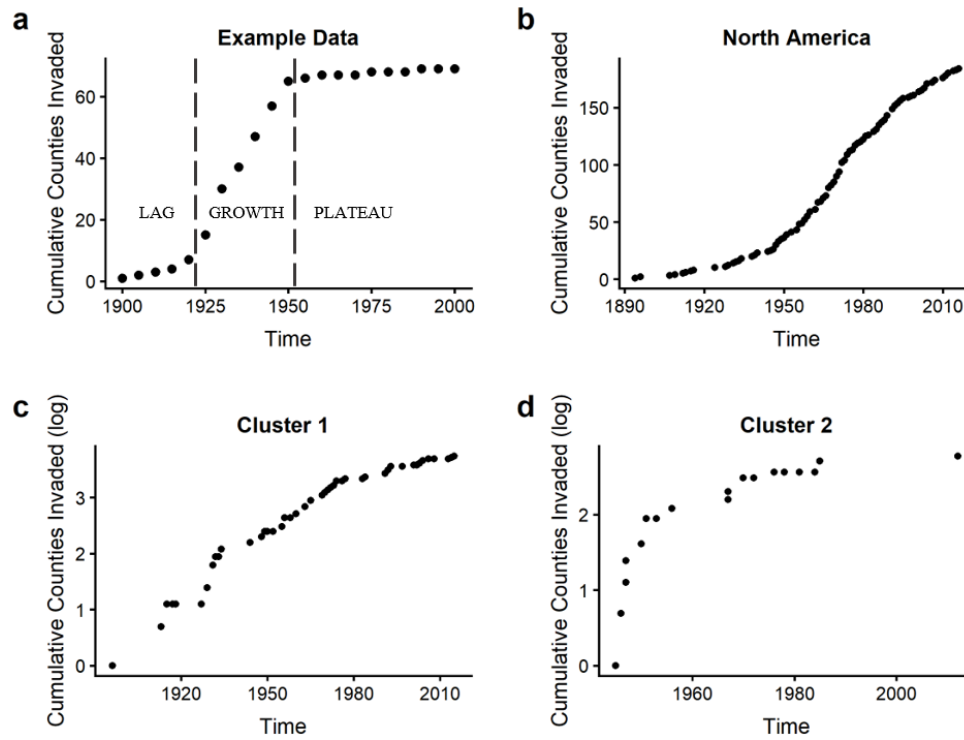 a
Example Data
Cumulative Counties Invaded
60
40
20
0
LAG
GROWTH
PLATEAU
1900
1925
1950
1975
2000
Time
b
North America
Cumulative Counties Invaded
150
100
50
0
1890
1920
1950
1980
2010
Time
c
Cluster 1
Cumulative Counties Invaded (log)
3
2
1
0
1920
1950
1980
2010
Time
d
Cluster 2
Cumulative Counties Invaded (log)
2
1
0
1960
1980
2000
Time